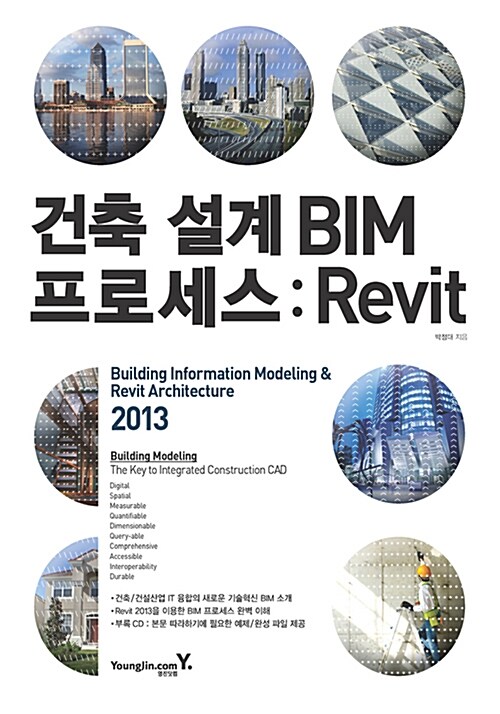 건축 설계 BIM
프로세스 : Revit
박정대 지음
Building Information Modeling &
Revit Architecture
2013
Building Modeling
The Key to Integrated Construction CAD
Digital
Spatial
Measurable
Quantifiable
Dimensionable
Query-able
Comprehensive
Accessible
Interoperability
Durable
• 건축/건설산업 IT 융합의 새로운 기술혁신 BIM 소개
• Revit 2013을 이용한 BIM 프로세스 완벽 이해
• 부록 CD : 본문 따라하기에 필요한 예제/완성 파일 제공
YoungJin.com Y.
영진닷컴